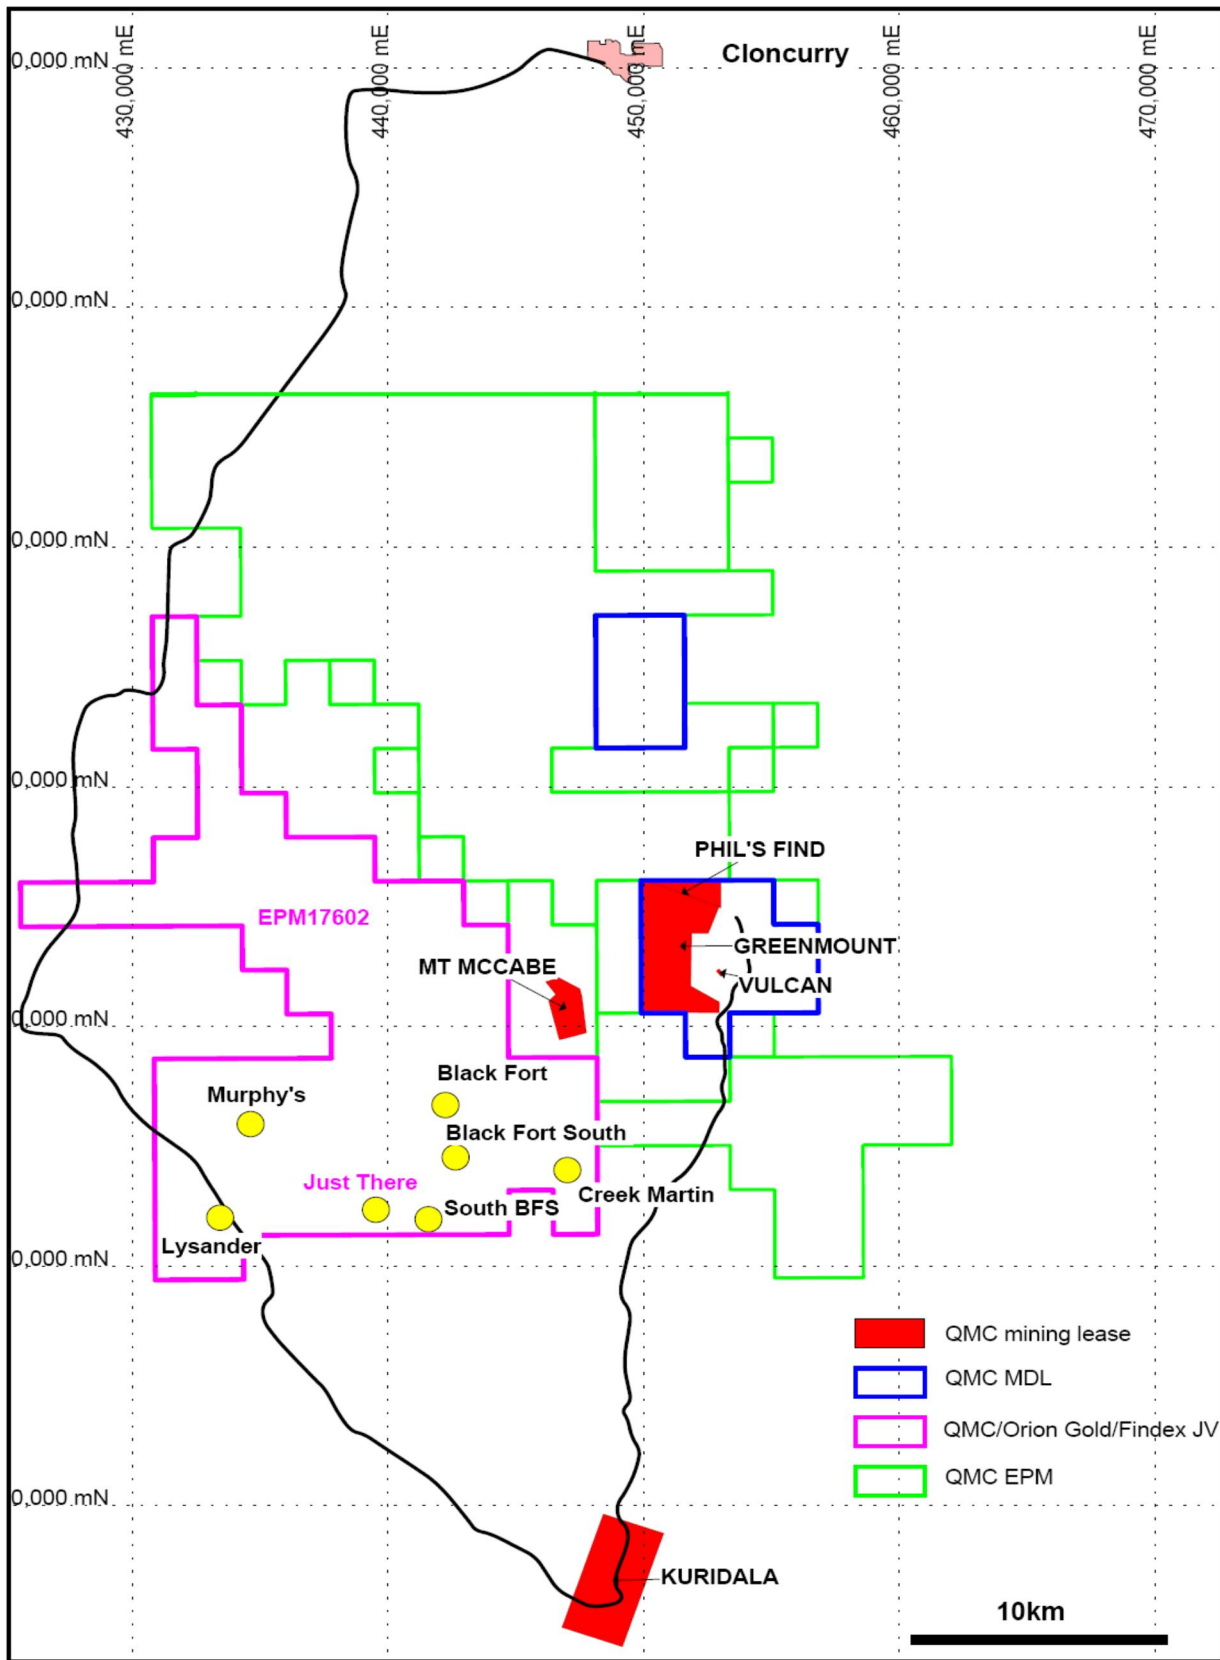 430,000 mE
440,000 mE
450,000 mE
460,000 mE
470,000 mE
Cloncurry
0,000 mN
0,000 mN
0,000 mN
0,000 mN
PHIL'S FIND
EPM17602
GREENMOUNT
MT MCCABE
VULCAN
0,000 mN
Black Fort
Murphy's
Black Fort South
Just There
Creek Martin
South BFS
Lysander
0,000 mN
QMC mining lease
QMC MDL
QMC/Orion Gold/Findex JV
QMC EPM
0,000 mN
KURIDALA
10km